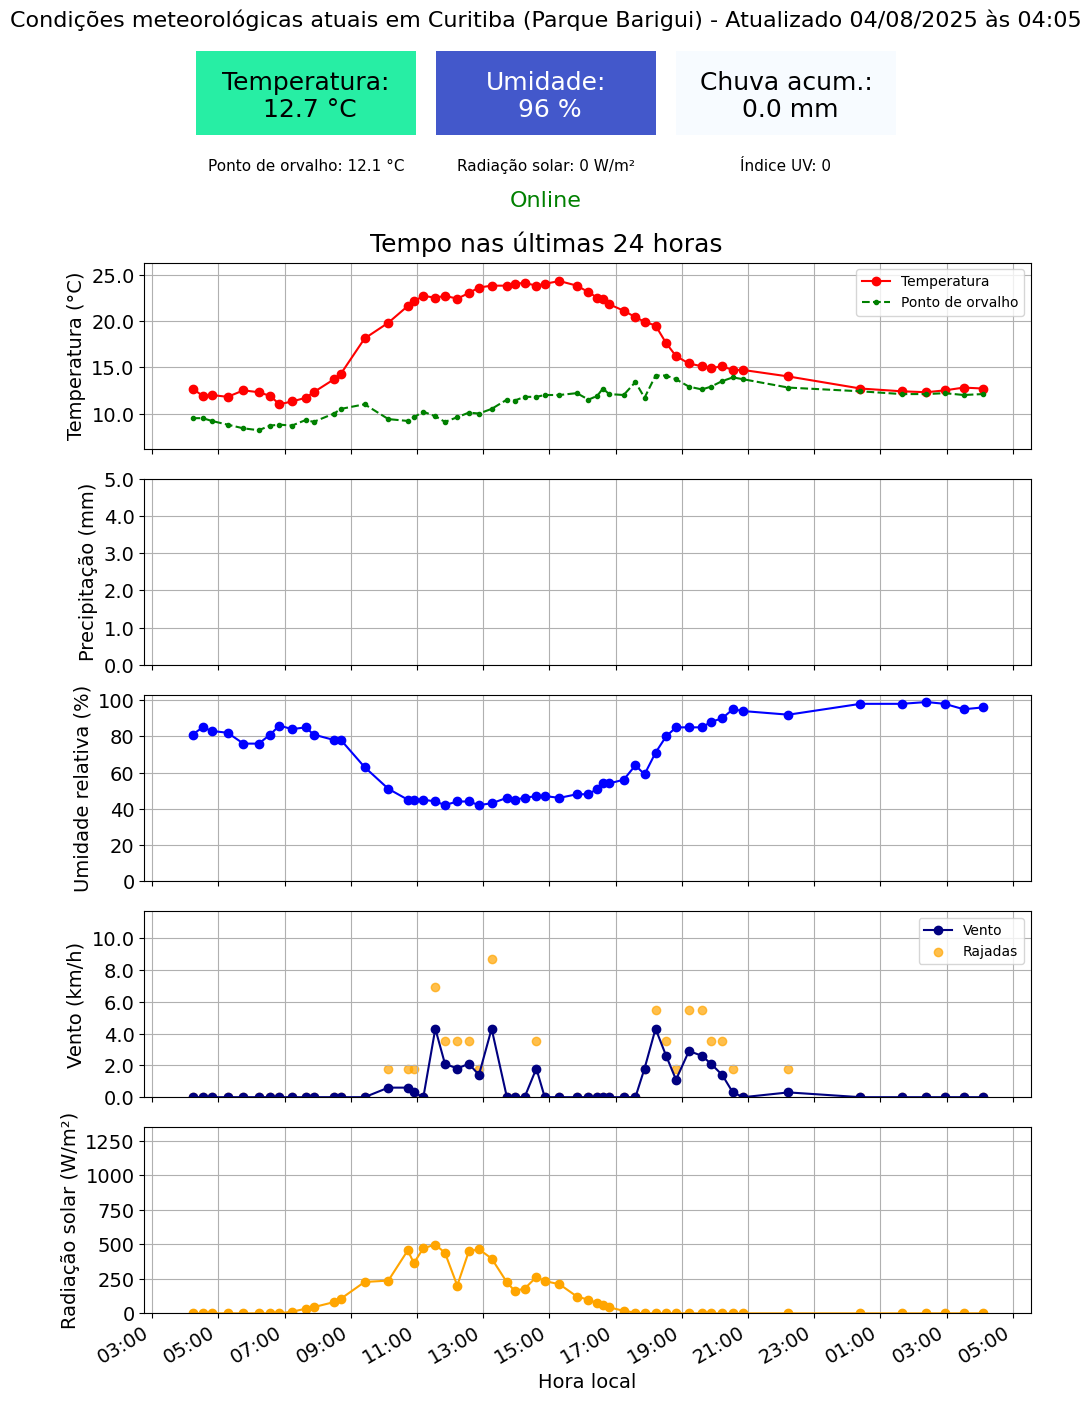 Condições meteorológicas atuais em Curitiba (Parque Barigui) - Atualizado 04/08/2025 às 04:05
Temperatura:
12.7 °C
Umidade:
96 %
Chuva acum.:
0.0 mm
Ponto de orvalho: 12.1 °C
Radiação solar: 0 W/m²
Índice UV: 0
Online
Tempo nas últimas 24 horas
Temperatura (°C)
25.0
20.0
15.0
10.0
Temperatura
Ponto de orvalho
Precipitação (mm)
5.0
4.0
3.0
2.0
1.0
0.0
Umidade relativa (%)
100
80
60
40
20
0
Vento (km/h)
10.0
8.0
6.0
4.0
2.0
0.0
Vento
Rajadas
Radiação solar (W/m²)
1250
1000
750
500
250
0
03:00
05:00
07:00
09:00
11:00
13:00
15:00
17:00
19:00
21:00
23:00
01:00
03:00
05:00
Hora local